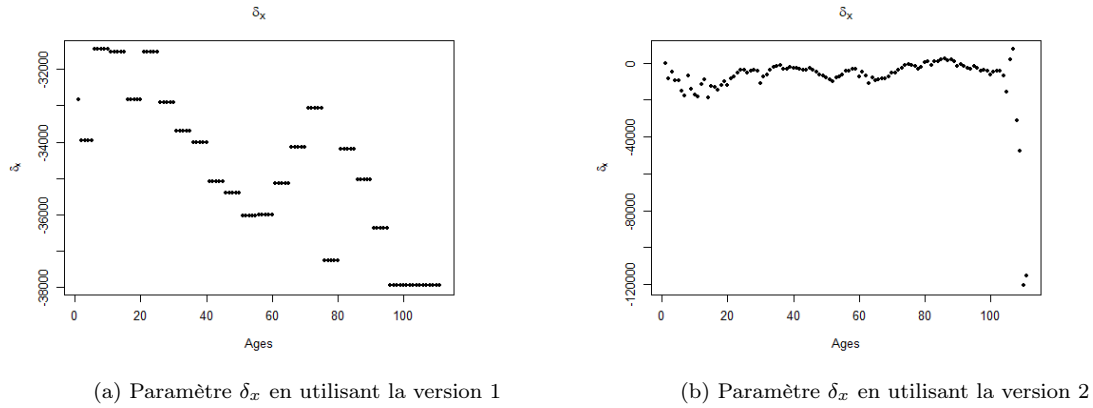 δx
-32000
-34000
-36000
-38000
δx
0
20
40
60
80
100
Ages
(a) Paramètre δx en utilisant la version 1
δx
0
-40000
-80000
-120000
δx
0
20
40
60
80
100
Ages
(b) Paramètre δx en utilisant la version 2